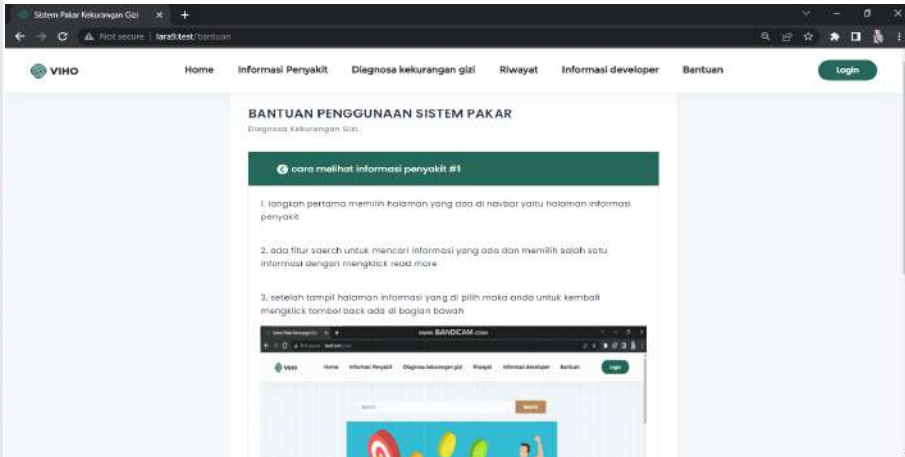 Sistem Pakar Kekurangan Gizi
Not secure | lara9.test/bantuan
VIHO
Home Informasi Penyakit Diagnosa kekurangan gizi Riwayat Informasi developer Bantuan
Login
BANTUAN PENGGUNAAN SISTEM PAKAR
Diagnosa Kekurangan Gizi.
cara melihat informasi penyakit #1
1. langkah pertama memilih halaman yang ada di navbar yaitu halaman informasi
penyakit
2. ada fitur saerch untuk mencari informasi yang ada dan memilih salah satu
informasi dengan mengklick read more
3. setelah tampil halaman informasi yang di pilih maka anda untuk kembali
mengklick tombol back ada di bagian bawah
www.BANDICAM.com
VIHO
Home Informasi Penyakit Diagnosa kekurangan gizi Riwayat Informasi developer Bantuan
Login
Search